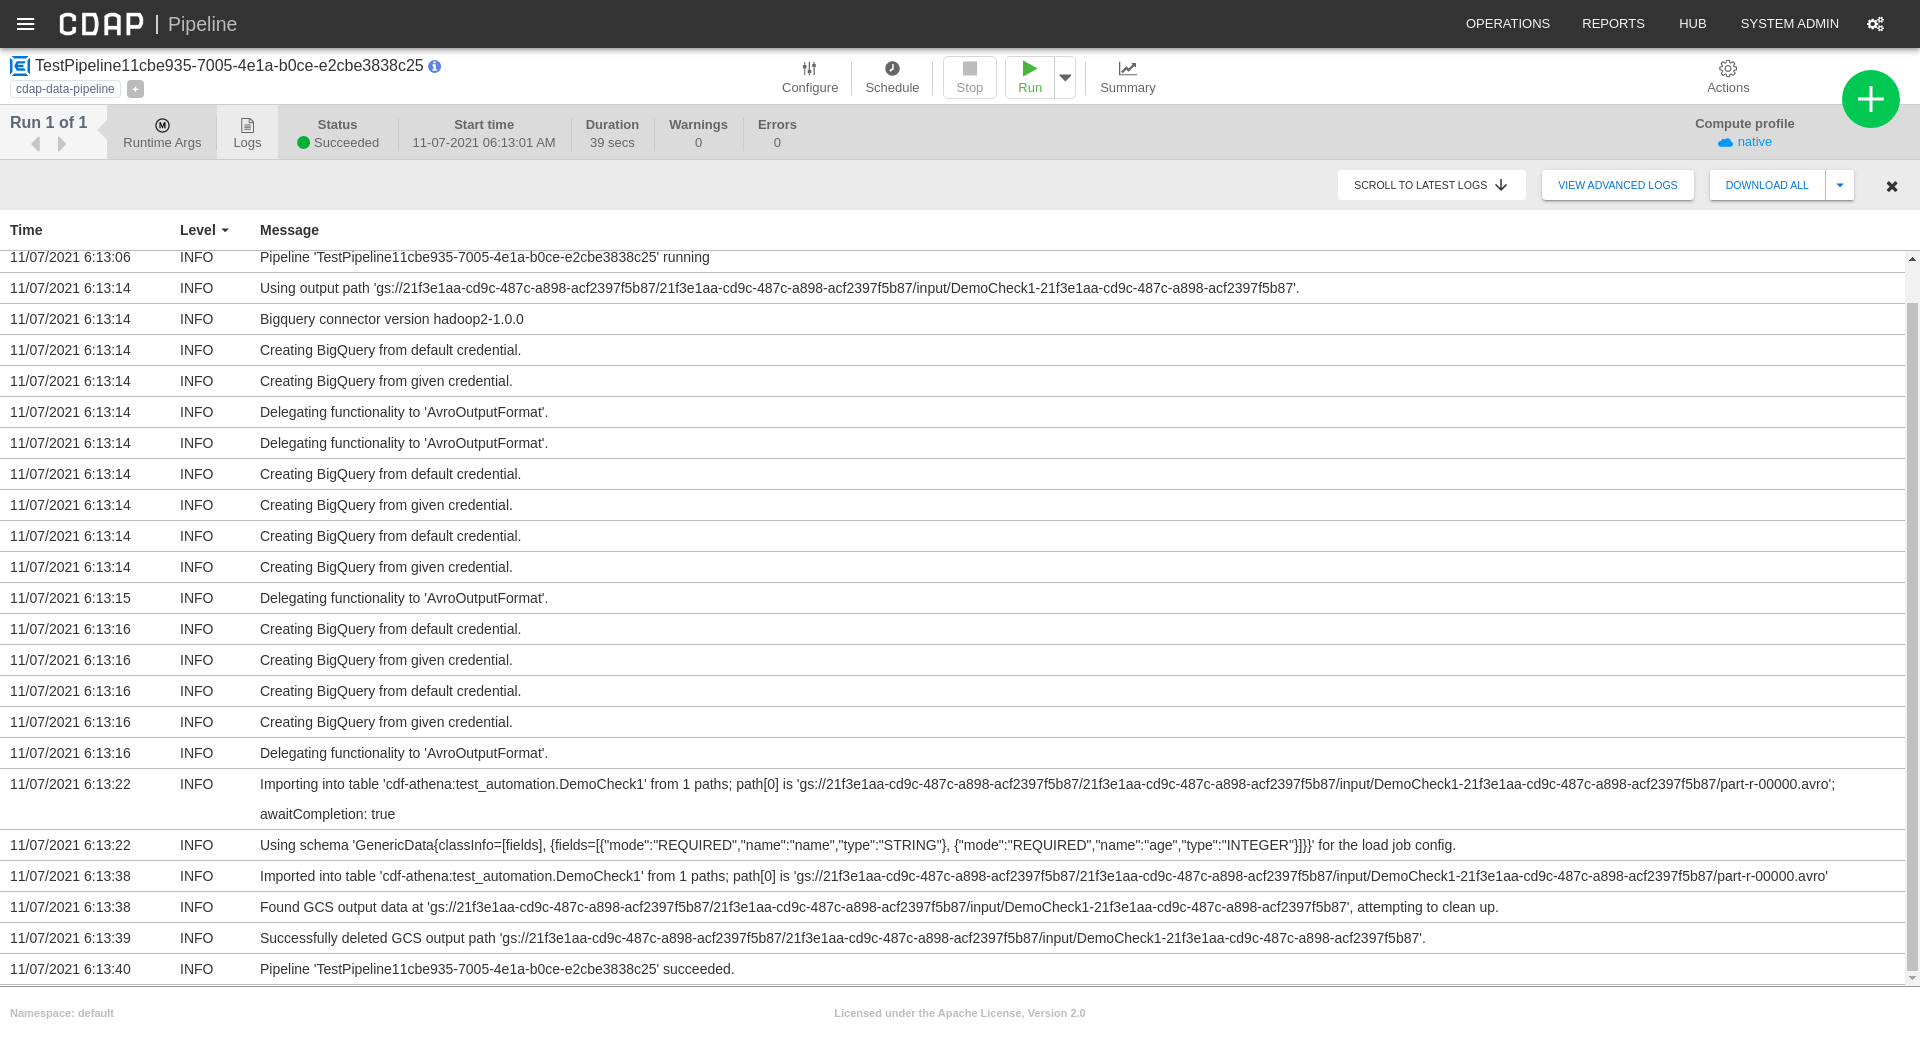 CDAP | Pipeline
OPERATIONS REPORTS HUB SYSTEM ADMIN
TestPipeline11cbe935-7005-4e1a-b0ce-e2cbe3838c25
cdap-data-pipeline +
Configure Schedule Stop Run Summary Actions
Run 1 of 1
Runtime Args Logs
Status Start time Duration Warnings Errors Compute profile
Succeeded 11-07-2021 06:13:01 AM 39 secs 0 0 native
SCROLL TO LATEST LOGS VIEW ADVANCED LOGS DOWNLOAD ALL
Time Level Message
11/07/2021 6:13:06 INFO Pipeline 'TestPipeline11cbe935-7005-4e1a-b0ce-e2cbe3838c25' running
11/07/2021 6:13:14 INFO Using output path 'gs://21f3e1aa-cd9c-487c-a898-acf2397f5b87/21f3e1aa-cd9c-487c-a898-acf2397f5b87/input/DemoCheck1-21f3e1aa-cd9c-487c-a898-acf2397f5b87'.
11/07/2021 6:13:14 INFO Bigquery connector version hadoop2-1.0.0
11/07/2021 6:13:14 INFO Creating BigQuery from default credential.
11/07/2021 6:13:14 INFO Creating BigQuery from given credential.
11/07/2021 6:13:14 INFO Delegating functionality to 'AvroOutputFormat'.
11/07/2021 6:13:14 INFO Delegating functionality to 'AvroOutputFormat'.
11/07/2021 6:13:14 INFO Creating BigQuery from default credential.
11/07/2021 6:13:14 INFO Creating BigQuery from given credential.
11/07/2021 6:13:14 INFO Creating BigQuery from default credential.
11/07/2021 6:13:14 INFO Creating BigQuery from given credential.
11/07/2021 6:13:15 INFO Delegating functionality to 'AvroOutputFormat'.
11/07/2021 6:13:16 INFO Creating BigQuery from default credential.
11/07/2021 6:13:16 INFO Creating BigQuery from given credential.
11/07/2021 6:13:16 INFO Creating BigQuery from default credential.
11/07/2021 6:13:16 INFO Creating BigQuery from given credential.
11/07/2021 6:13:16 INFO Delegating functionality to 'AvroOutputFormat'.
11/07/2021 6:13:22 INFO Importing into table 'cdf-athena:test_automation.DemoCheck1' from 1 paths; path[0] is 'gs://21f3e1aa-cd9c-487c-a898-acf2397f5b87/21f3e1aa-cd9c-487c-a898-acf2397f5b87/input/DemoCheck1-21f3e1aa-cd9c-487c-a898-acf2397f5b87/part-r-00000.avro';
awaitCompletion: true
11/07/2021 6:13:22 INFO Using schema 'GenericData{classInfo=[fields], {fields=[{"mode":"REQUIRED","name":"name","type":"STRING"}, {"mode":"REQUIRED","name":"age","type":"INTEGER"}]}}' for the load job config.
11/07/2021 6:13:38 INFO Imported into table 'cdf-athena:test_automation.DemoCheck1' from 1 paths; path[0] is 'gs://21f3e1aa-cd9c-487c-a898-acf2397f5b87/21f3e1aa-cd9c-487c-a898-acf2397f5b87/input/DemoCheck1-21f3e1aa-cd9c-487c-a898-acf2397f5b87/part-r-00000.avro'
11/07/2021 6:13:38 INFO Found GCS output data at 'gs://21f3e1aa-cd9c-487c-a898-acf2397f5b87/21f3e1aa-cd9c-487c-a898-acf2397f5b87/input/DemoCheck1-21f3e1aa-cd9c-487c-a898-acf2397f5b87', attempting to clean up.
11/07/2021 6:13:39 INFO Successfully deleted GCS output path 'gs://21f3e1aa-cd9c-487c-a898-acf2397f5b87/21f3e1aa-cd9c-487c-a898-acf2397f5b87/input/DemoCheck1-21f3e1aa-cd9c-487c-a898-acf2397f5b87'.
11/07/2021 6:13:40 INFO Pipeline 'TestPipeline11cbe935-7005-4e1a-b0ce-e2cbe3838c25' succeeded.
Namespace: default Licensed under the Apache License, Version 2.0